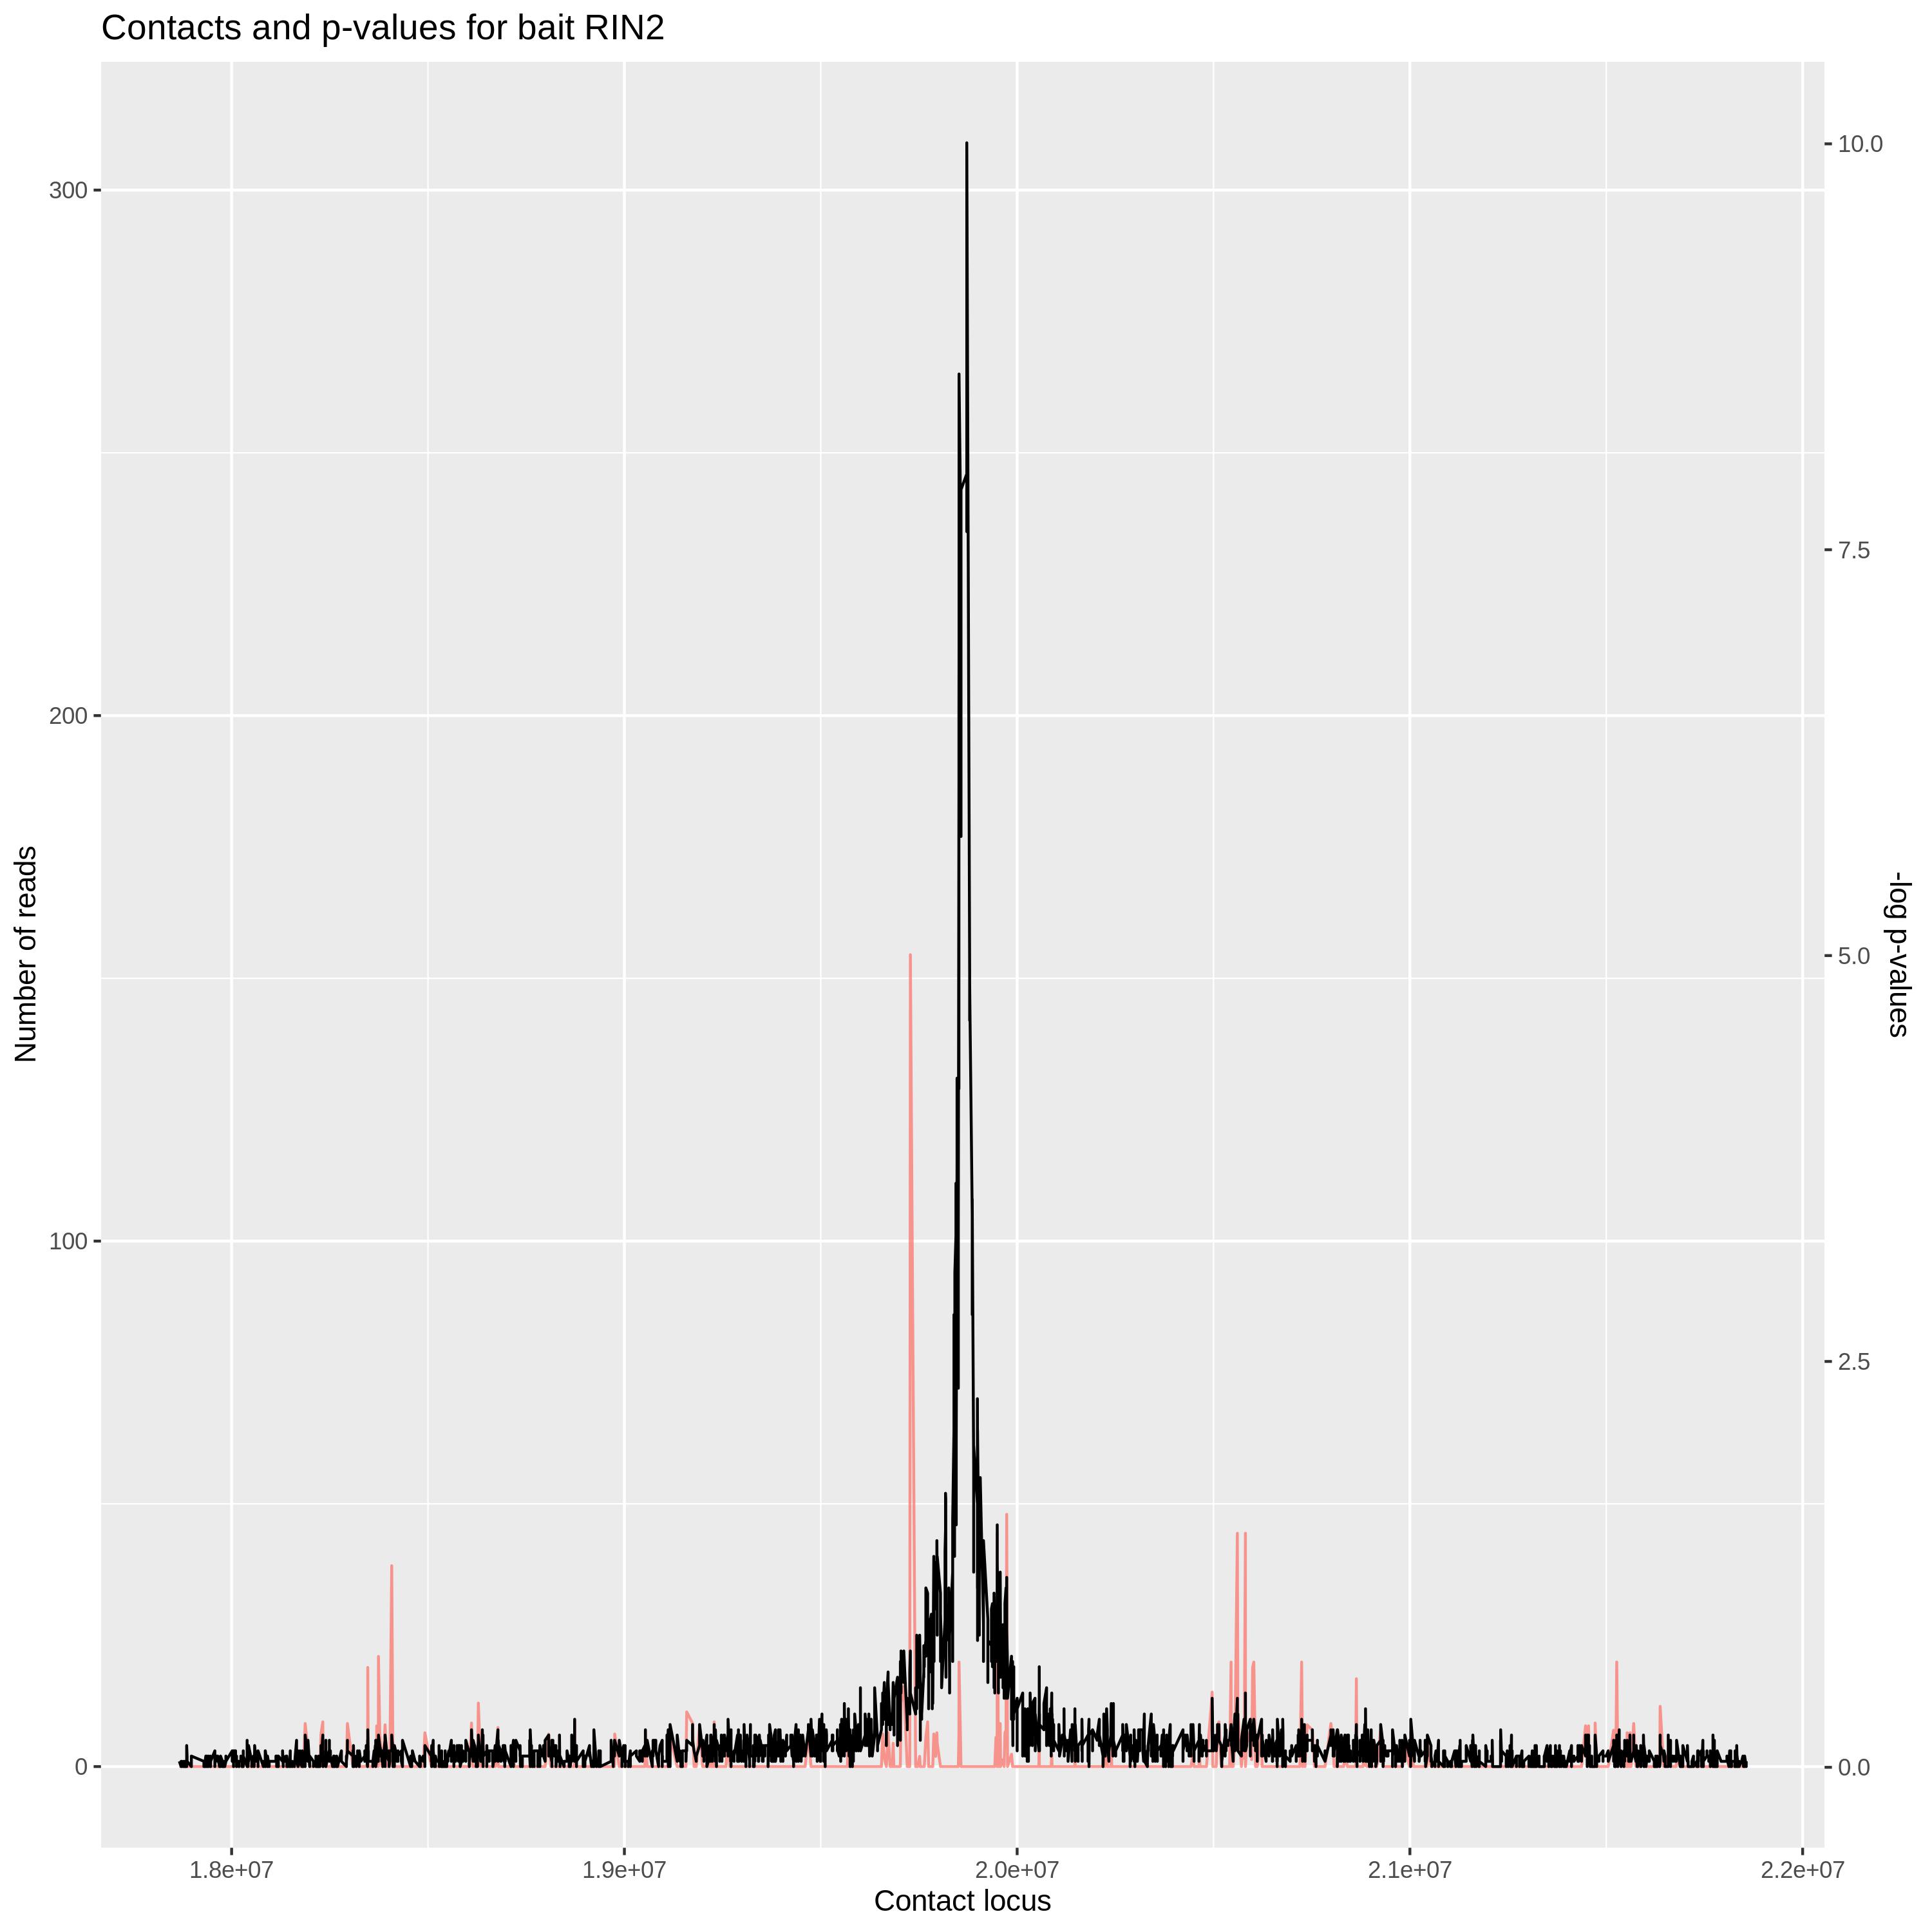 Contacts and p-values for bait RIN2
300
200
100
0
Number of reads
10.0
7.5
5.0
2.5
0.0
-log p-values
1.8e+07 1.9e+07 2.0e+07 2.1e+07 2.2e+07
Contact locus